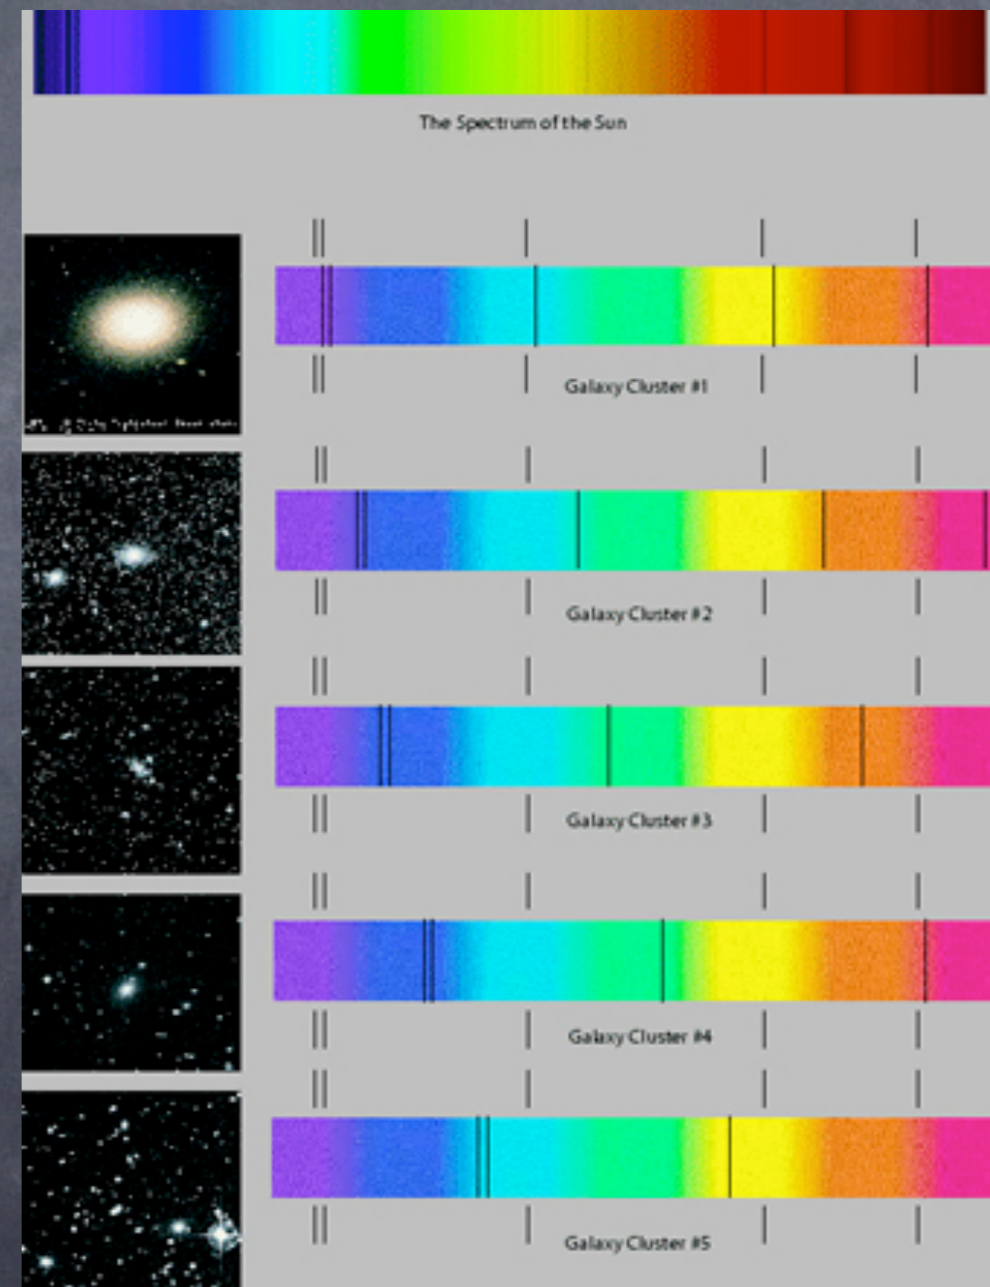 The Spectrum of the Sun
Galaxy Cluster #1
Galaxy Cluster #2
Galaxy Cluster #3
Galaxy Cluster #4
Galaxy Cluster #5